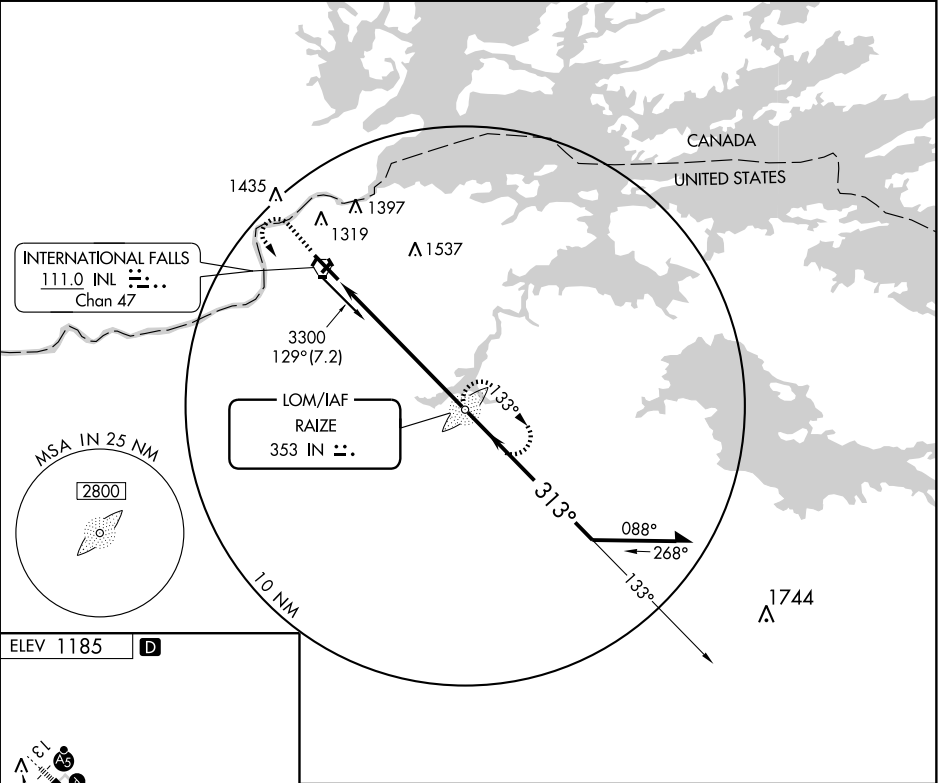 CANADA
UNITED STATES
1435
1397
1319
1537
INTERNATIONAL FALLS
111.0 INL
Chan 47
3300
129° (7.2)
LOM/IAF
RAIZE
353 IN
133°
MSA IN 25 NM
2800
313°
088°
268°
133°
10 NM
1744
ELEV 1185 D
13
A5